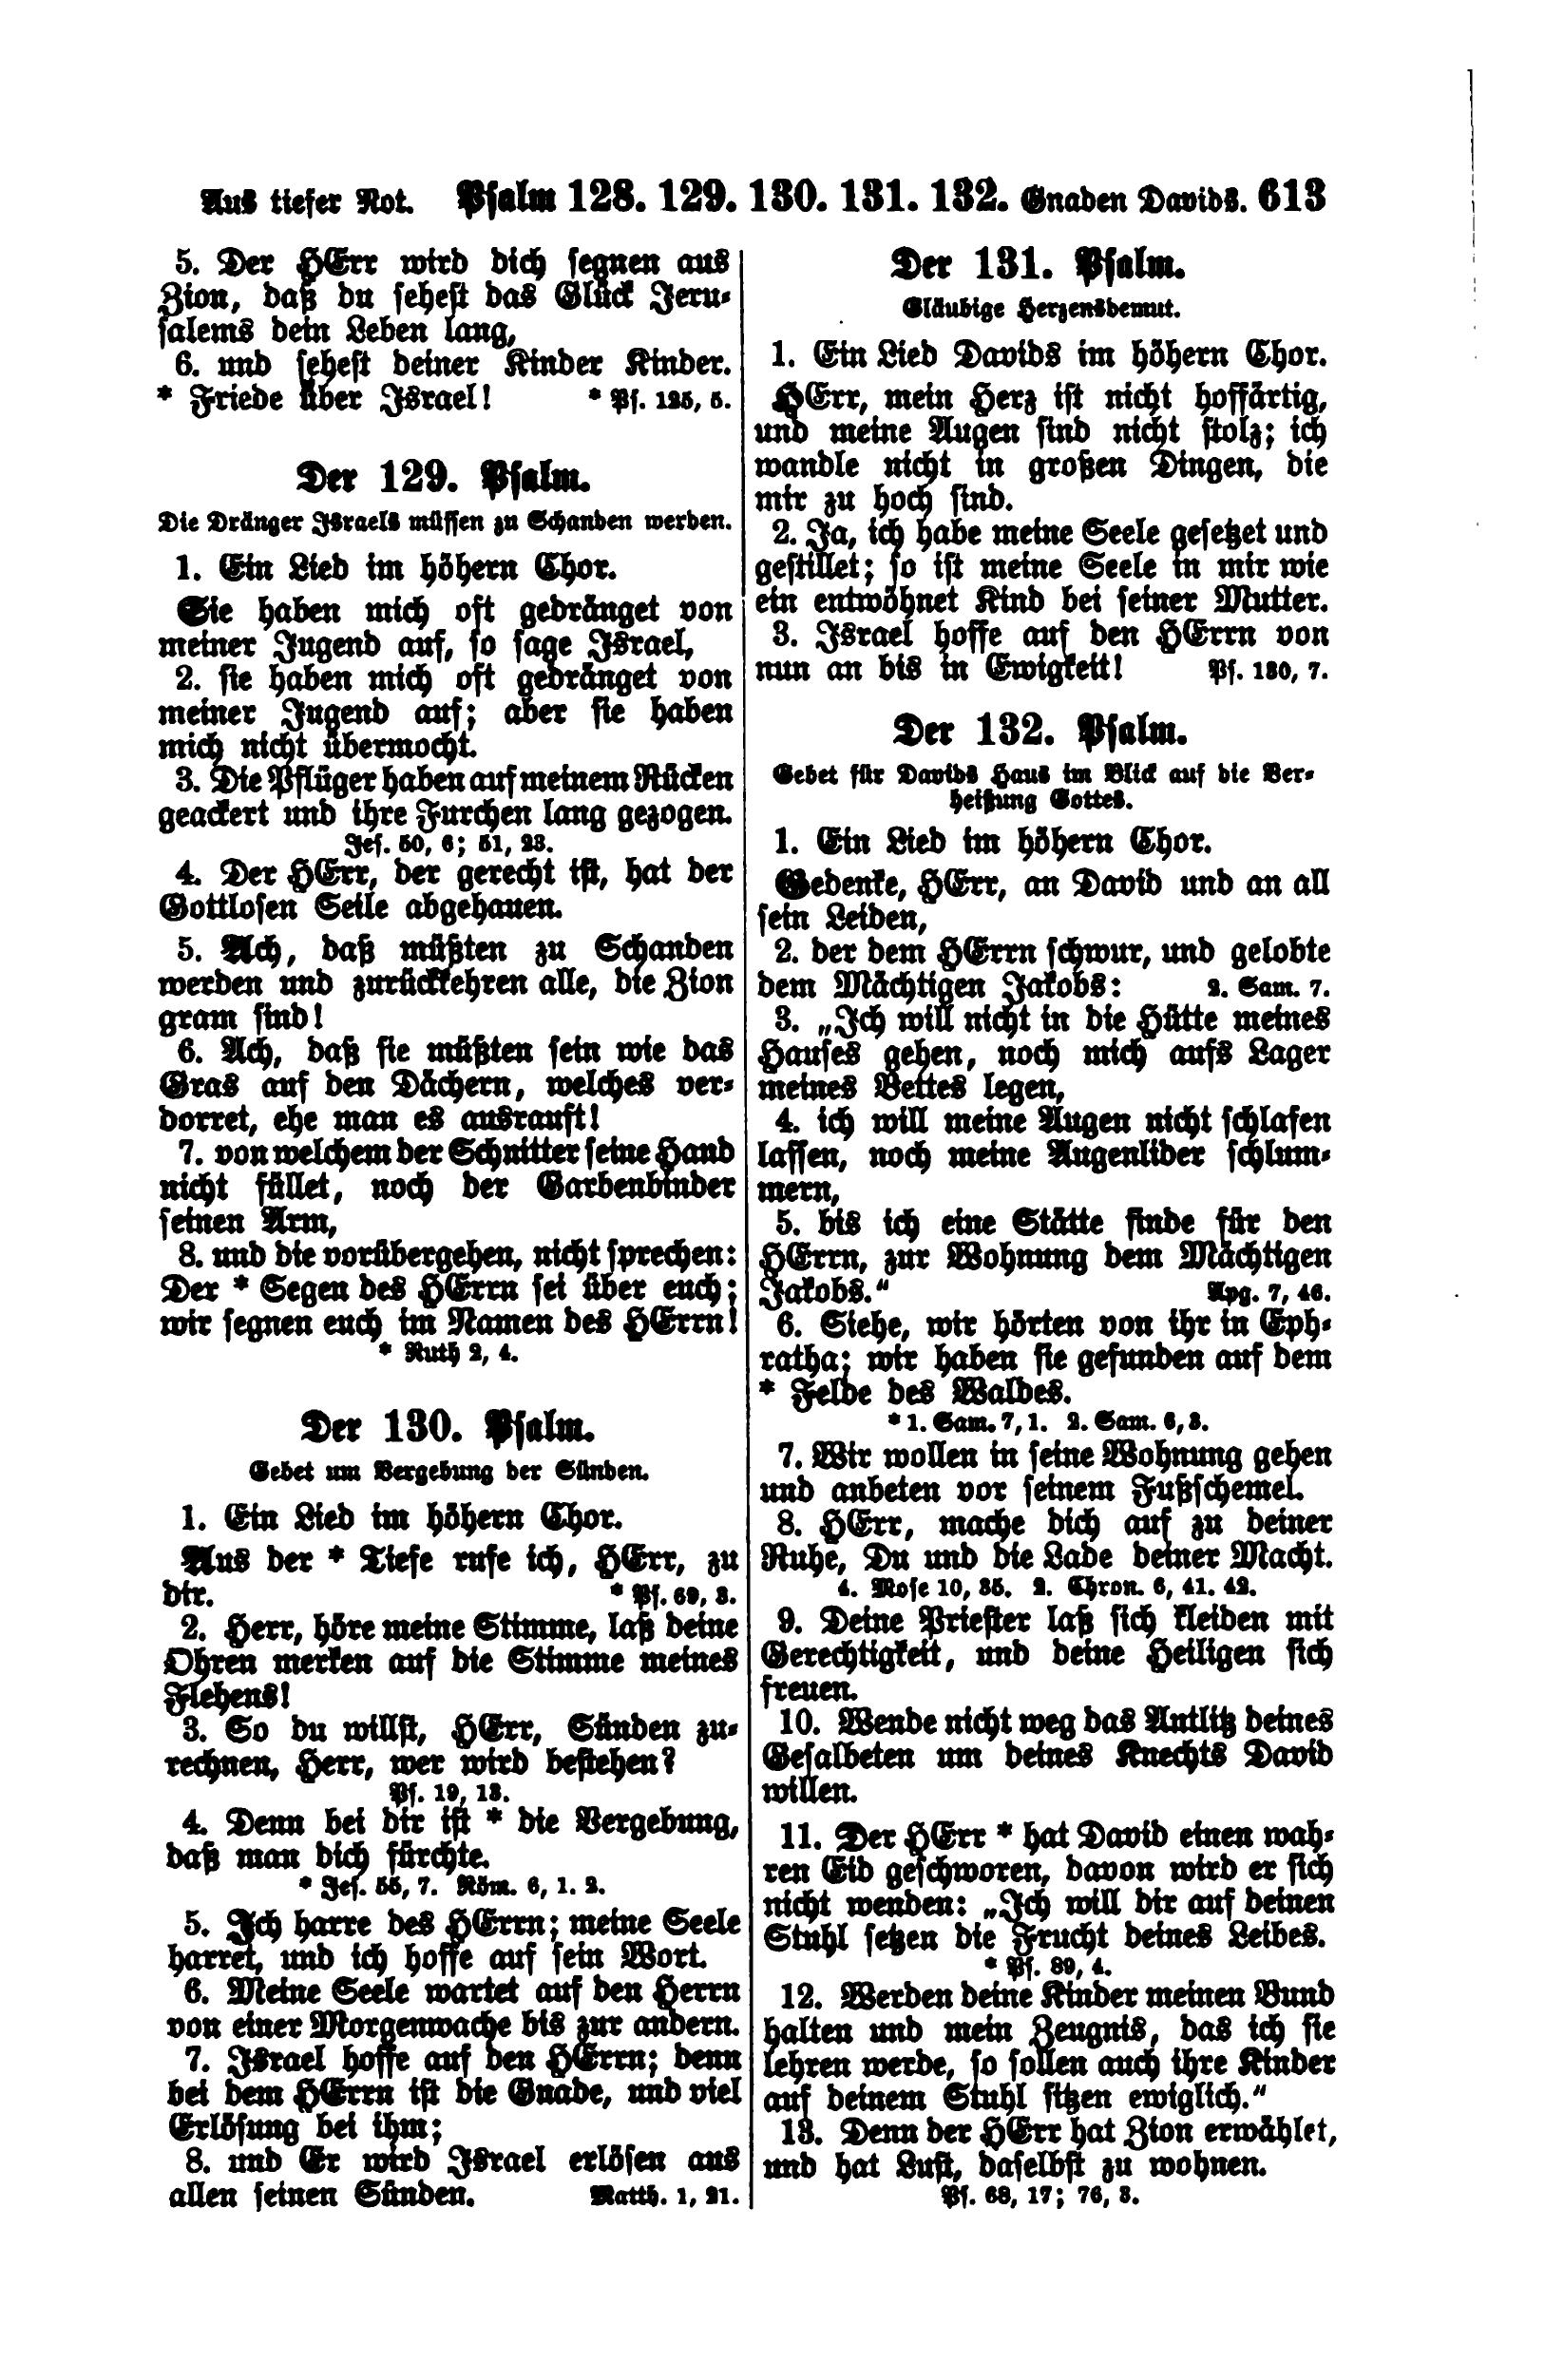 Aus tiefer Not. Psalm 128. 129. 130. 131. 132. Gnaden Davids. 613
5. Der HErr wird dich segnen aus
Zion, daß du sehest das Glück Jeru-
salems dein Leben lang,
6. und sehest deiner Kinder Kinder.
* Friede über Israel! * Ps. 125, 5.
Der 129. Psalm.
Die Dränger Israels müssen zu Schanden werden.
1. Ein Lied im höhern Chor.
Sie haben mich oft gedränget von
meiner Jugend auf, so sage Israel,
2. sie haben mich oft gedränget von
meiner Jugend auf; aber sie haben
mich nicht übermocht.
3. Die Pflüger haben auf meinem Rücken
geackert und ihre Furchen lang gezogen.
Jes. 50, 6; 51, 23.
4. Der HErr, der gerecht ist, hat der
Gottlosen Seile abgehauen.
5. Ach, daß müßten zu Schanden
werden und zurückkehren alle, die Zion
gram sind!
6. Ach, daß sie müßten sein wie das
Gras auf den Dächern, welches ver-
dorret, ehe man es ausrauft!
7. von welchem der Schnitter seine Hand
nicht füllet, noch der Garbenbinder
seinen Arm,
8. und die vorübergehen, nicht sprechen:
Der * Segen des HErrn sei über euch;
wir segnen euch im Namen des HErrn!
* Ruth 2, 4.
Der 130. Psalm.
Gebet um Vergebung der Sünden.
1. Ein Lied im höhern Chor.
Aus der * Tiefe rufe ich, HErr, zu
dir. * Ps. 69, 3.
2. Herr, höre meine Stimme, laß deine
Ohren merken auf die Stimme meines
Flehens!
3. So du willst, HErr, Sünden zu-
rechnen, Herr, wer wird bestehen?
Ps. 19, 13.
4. Denn bei dir ist * die Vergebung,
daß man dich fürchte.
* Jes. 55, 7. Röm. 6, 1. 2.
5. Ich harre des HErrn; meine Seele
harret, und ich hoffe auf sein Wort.
6. Meine Seele wartet auf den Herrn
von einer Morgenwache bis zur andern.
7. Israel hoffe auf den HErrn; denn
bei dem HErrn ist die Gnade, und viel
Erlösung bei ihm;
8. und Er wird Israel erlösen aus
allen seinen Sünden. Matth. 1, 21.
Der 131. Psalm.
Gläubige Herzensdemut.
1. Ein Lied Davids im höhern Chor.
HErr, mein Herz ist nicht hoffärtig,
und meine Augen sind nicht stolz; ich
wandle nicht in großen Dingen, die
mir zu hoch sind.
2. Ja, ich habe meine Seele gesetzet und
gestillet; so ist meine Seele in mir wie
ein entwöhnet Kind bei seiner Mutter.
3. Israel hoffe auf den HErrn von
nun an bis in Ewigkeit! Ps. 130, 7.
Der 132. Psalm.
Gebet für Davids Haus im Blick auf die Ver-
heißung Gottes.
1. Ein Lied im höhern Chor.
Gedenke, HErr, an David und an all
sein Leiden,
2. der dem HErrn schwur, und gelobte
dem Mächtigen Jakobs: 2. Sam. 7.
3. „Ich will nicht in die Hütte meines
Hauses gehen, noch mich aufs Lager
meines Bettes legen,
4. ich will meine Augen nicht schlafen
lassen, noch meine Augenlider schlum-
mern,
5. bis ich eine Stätte finde für den
HErrn, zur Wohnung dem Mächtigen
Jakobs.“ Apg. 7, 46.
6. Siehe, wir hörten von ihr in Eph-
ratha; wir haben sie gefunden auf dem
* Felde des Waldes.
* 1. Sam. 7, 1. 2. Sam. 6, 3.
7. Wir wollen in seine Wohnung gehen
und anbeten vor seinem Fußschemel.
8. HErr, mache dich auf zu deiner
Ruhe, Du und die Lade deiner Macht.
4. Mose 10, 35. 2. Chron. 6, 41. 42.
9. Deine Priester laß sich kleiden mit
Gerechtigkeit, und deine Heiligen sich
freuen.
10. Wende nicht weg das Antlitz deines
Gesalbeten um deines Knechts David
willen.
11. Der HErr * hat David einen wah-
ren Eid geschworen, davon wird er sich
nicht wenden: „Ich will dir auf deinen
Stuhl setzen die Frucht deines Leibes.
* Ps. 89, 4.
12. Werden deine Kinder meinen Bund
halten und mein Zeugnis, das ich sie
lehren werde, so sollen auch ihre Kinder
auf deinem Stuhl sitzen ewiglich.“
13. Denn der HErr hat Zion erwählet,
und hat Lust, daselbst zu wohnen.
Ps. 68, 17; 76, 3.